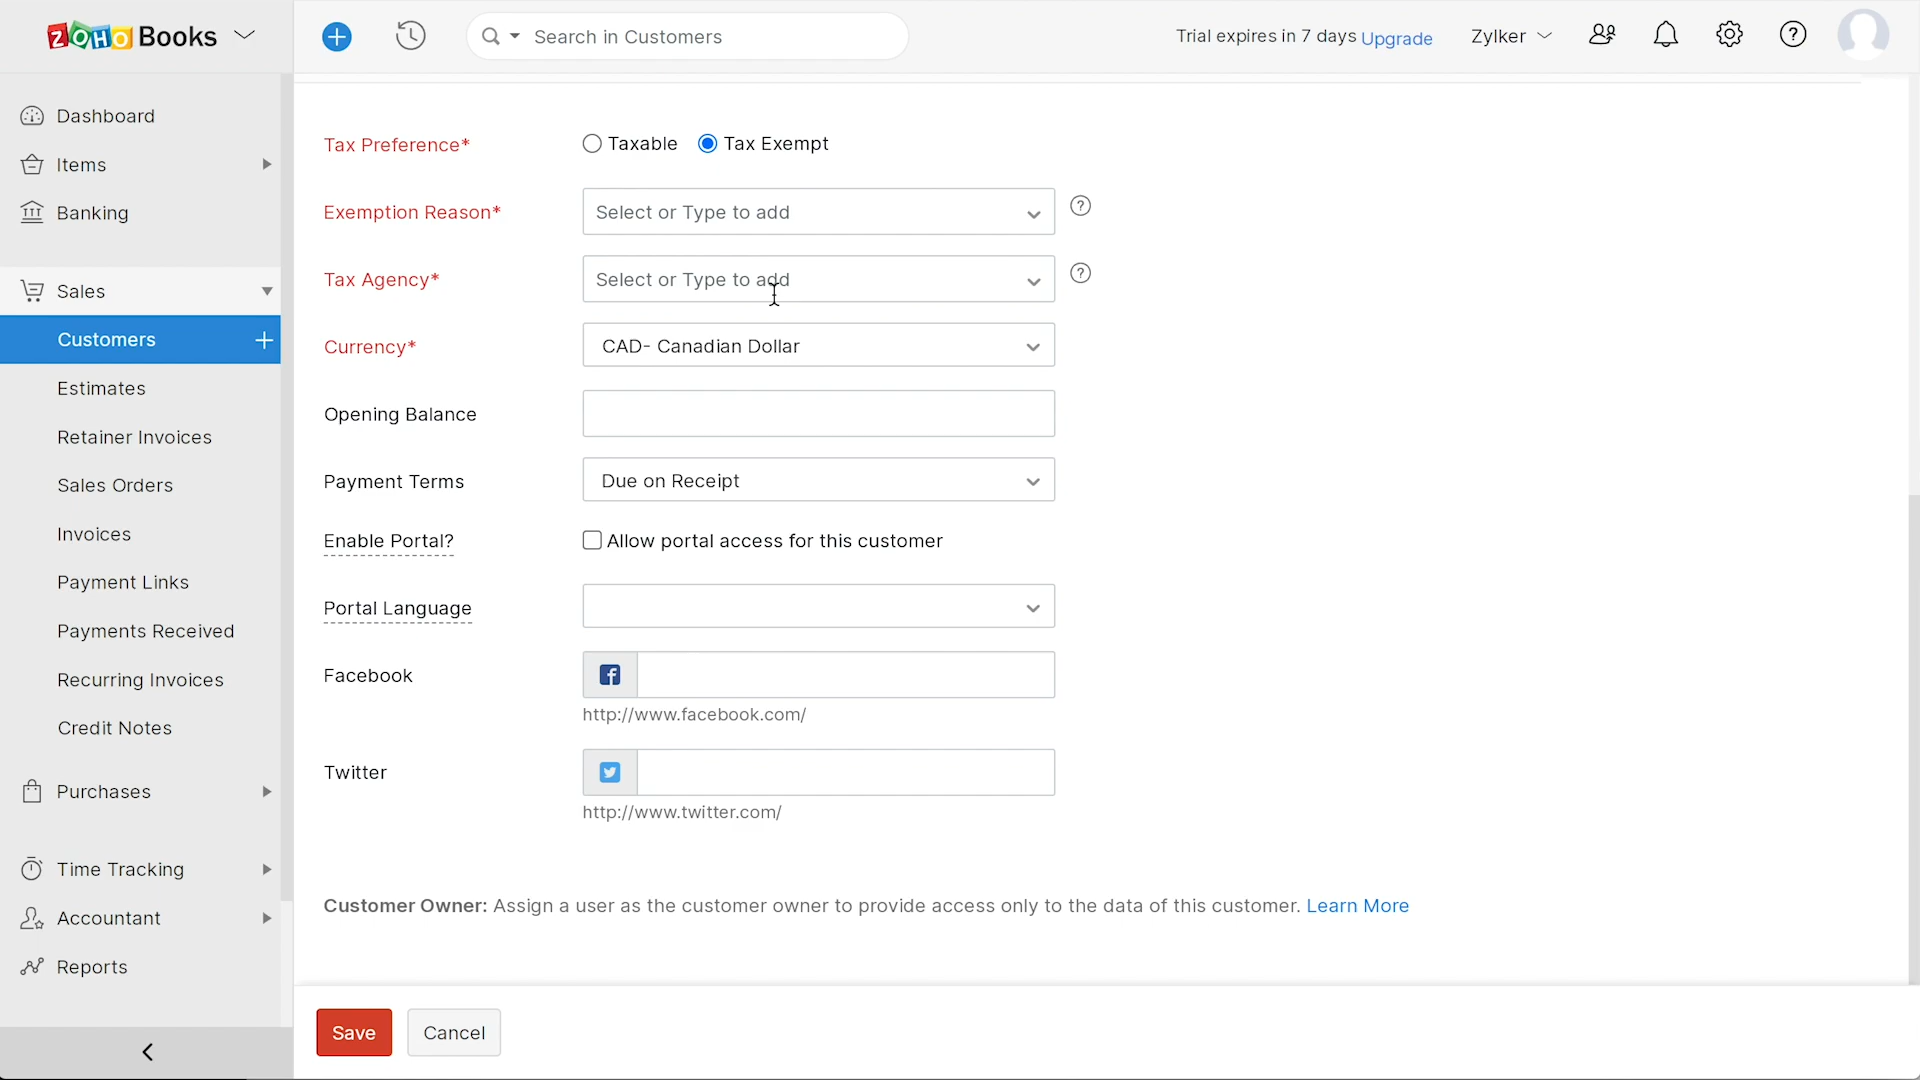 ZOHO Books
Search in Customers
Trial expires in 7 days Upgrade
Zylker
Dashboard
Items
Banking
Sales
Customers
Estimates
Retainer Invoices
Sales Orders
Invoices
Payment Links
Payments Received
Recurring Invoices
Credit Notes
Purchases
Time Tracking
Accountant
Reports
Tax Preference* Taxable Tax Exempt
Exemption Reason* Select or Type to add
Tax Agency* Select or Type to add
Currency* CAD- Canadian Dollar
Opening Balance
Payment Terms Due on Receipt
Enable Portal? Allow portal access for this customer
Portal Language
Facebook
http://www.facebook.com/
Twitter
http://www.twitter.com/
Customer Owner: Assign a user as the customer owner to provide access only to the data of this customer. Learn More
Save Cancel